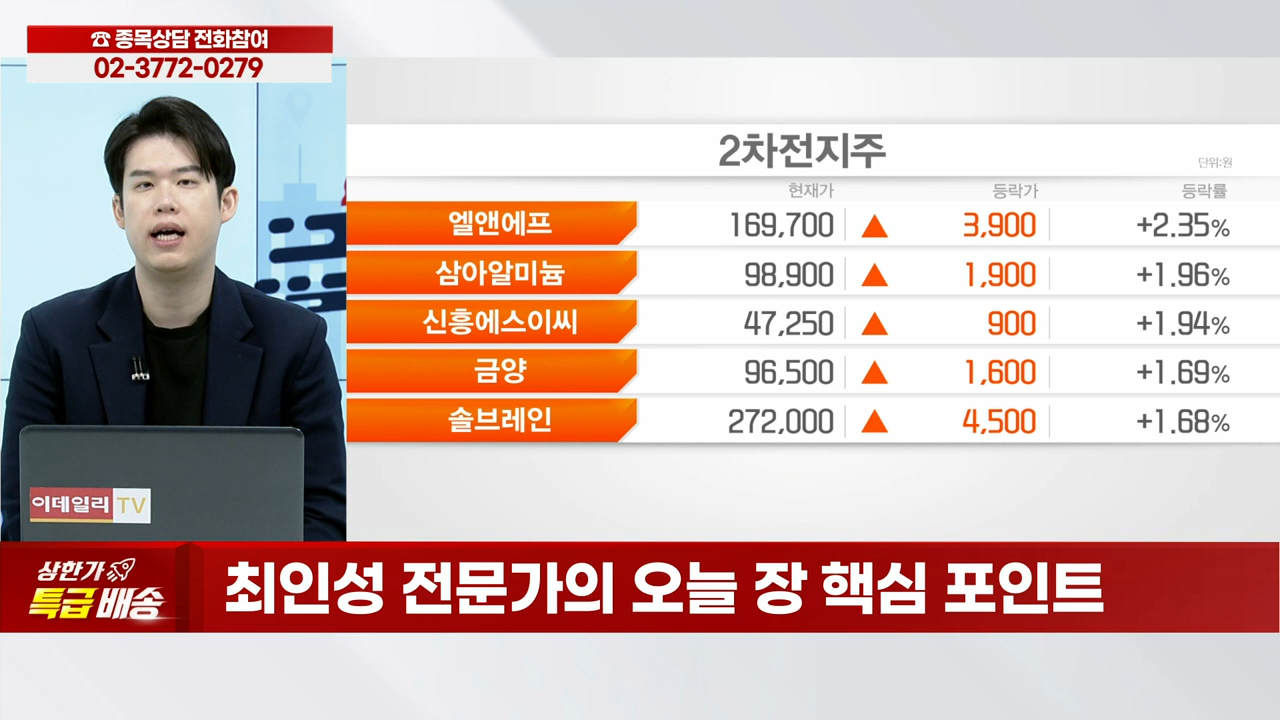 ☎ 종목상담 전화참여
02-3772-0279
2차전지주
단위:원
현재가 등락가 등락률
엘앤에프 169,700 ▲ 3,900 +2.35%
삼아알미늄 98,900 ▲ 1,900 +1.96%
신흥에스이씨 47,250 ▲ 900 +1.94%
금양 96,500 ▲ 1,600 +1.69%
솔브레인 272,000 ▲ 4,500 +1.68%
이데일리 TV
상한가
특급 배송
최인성 전문가의 오늘 장 핵심 포인트